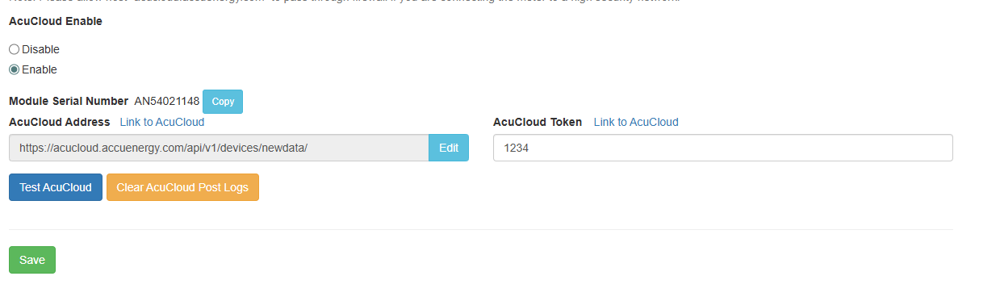 AcuCloud Enable
Disable
Enable
Module Serial Number AN54021148 Copy
AcuCloud Address Link to AcuCloud
https://acucloud.accuenergy.com/api/v1/devices/newdata/ Edit
AcuCloud Token Link to AcuCloud
1234
Test AcuCloud Clear AcuCloud Post Logs
Save